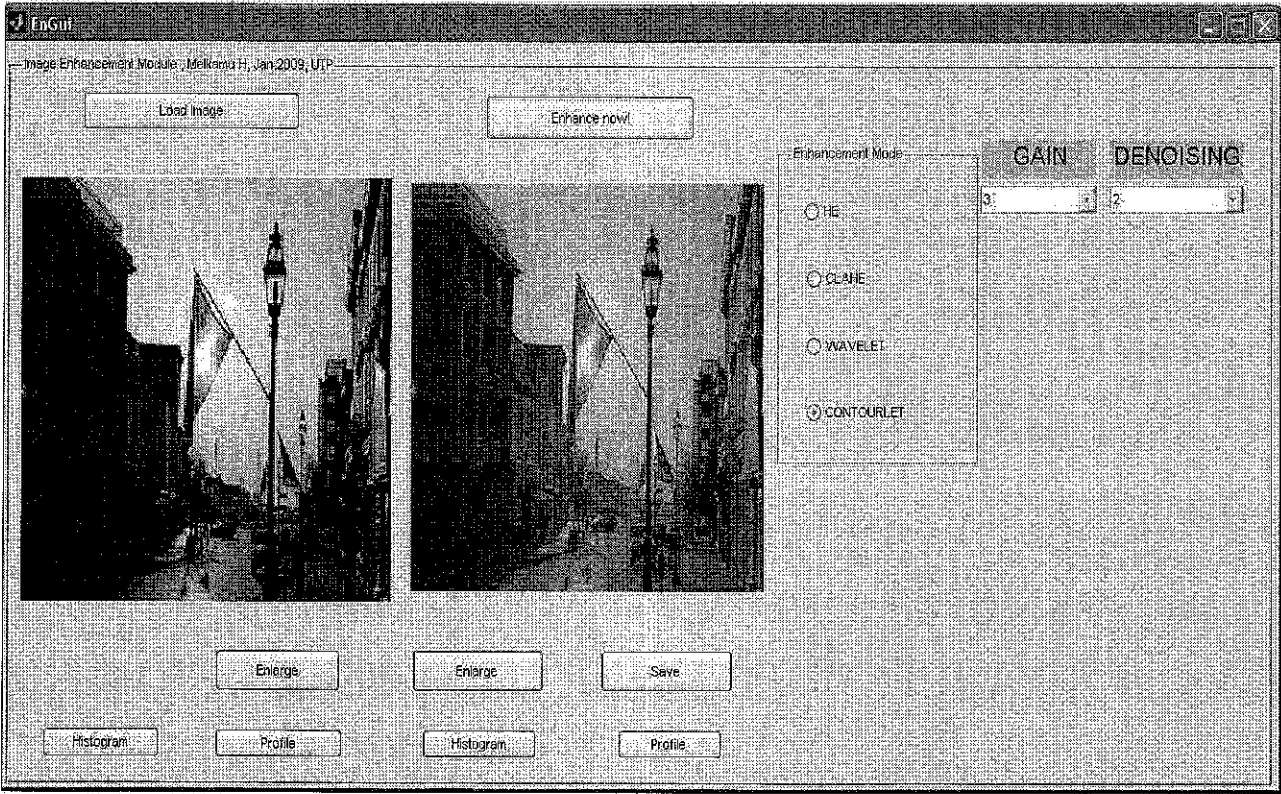 EnGui
Image Enhancement Module , Melkamu H, Jan 2009, UTP
Load Image
Enhance now!
Enhancement Mode
GAIN
DENOISING
3
2
HE
CLAHE
WAVELET
CONTOURLET
Enlarge
Enlarge
Save
Histogram
Profile
Histogram
Profile